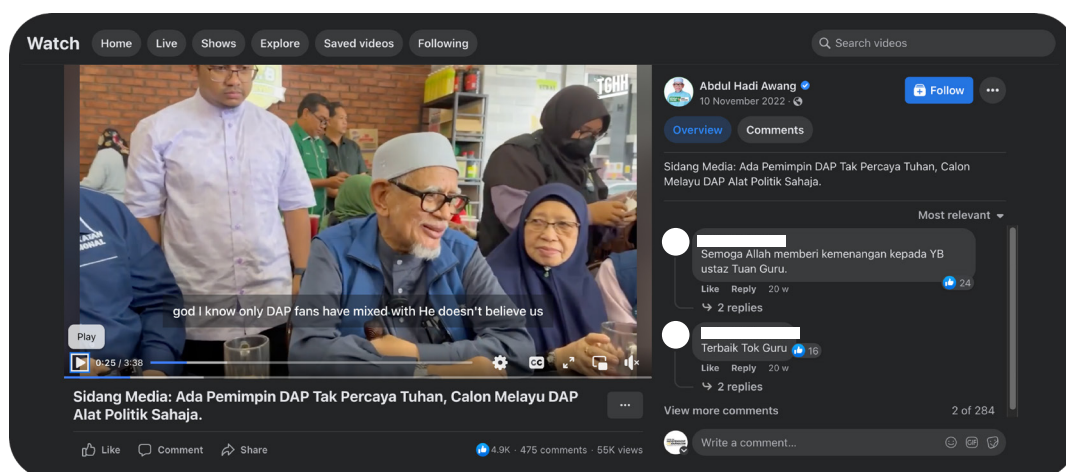 Watch
Home
Live
Shows
Explore
Saved videos
Following
Search videos
TGHH
god I know only DAP fans have mixed with He doesn't believe us
Play
0:25 / 3:38
CC
Sidang Media: Ada Pemimpin DAP Tak Percaya Tuhan, Calon Melayu DAP
Alat Politik Sahaja.
Like
Comment
Share
4.9K · 475 comments · 55K views
Abdul Hadi Awang
10 November 2022 ·
Follow
Overview
Comments
Sidang Media: Ada Pemimpin DAP Tak Percaya Tuhan, Calon
Melayu DAP Alat Politik Sahaja.
Most relevant
Semoga Allah memberi kemenangan kepada YB
ustaz Tuan Guru.
24
Like Reply 20 w
2 replies
Terbaik Tok Guru
16
Like Reply 20 w
2 replies
View more comments
2 of 284
Write a comment...
GIF